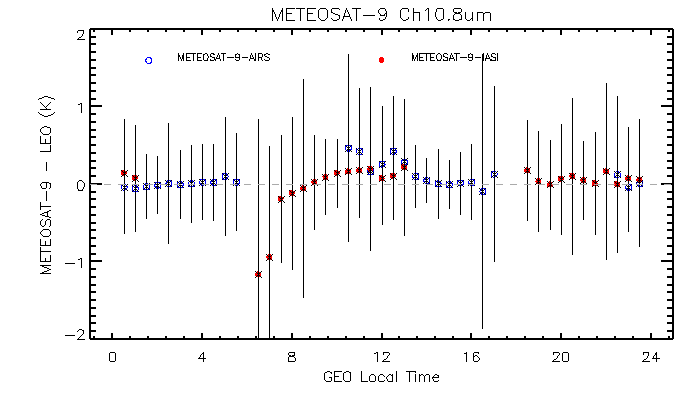 METEOSAT-9 Ch10.8um
METEOSAT-9-AIRS METEOSAT-9-IASI
METEOSAT-9 - LEO (K)
2
1
0
-1
-2
0 4 8 12 16 20 24
GEO Local Time